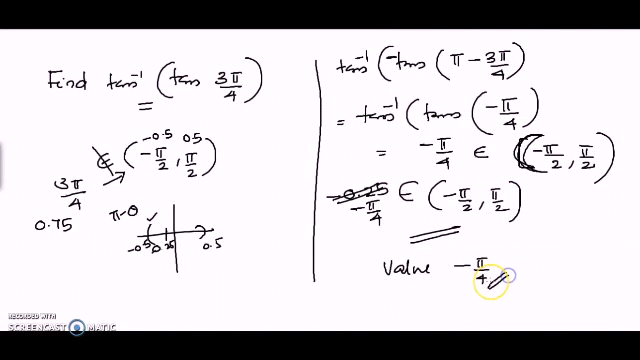 Find tan⁻¹ (tan 3π/4)
-0.5 0.5
3π/4 ∉ (-π/2, π/2)
0.75
π-θ
-0.5 0.25 0.5
tan⁻¹ (-tan (π - 3π/4)
= tan⁻¹ (tan (-π/4)
= -π/4 ∈ (-π/2, π/2)
-0.25
-π/4 ∈ (-π/2, π/2)
Value -π/4
RECORDED WITH
SCREENCAST MATIC